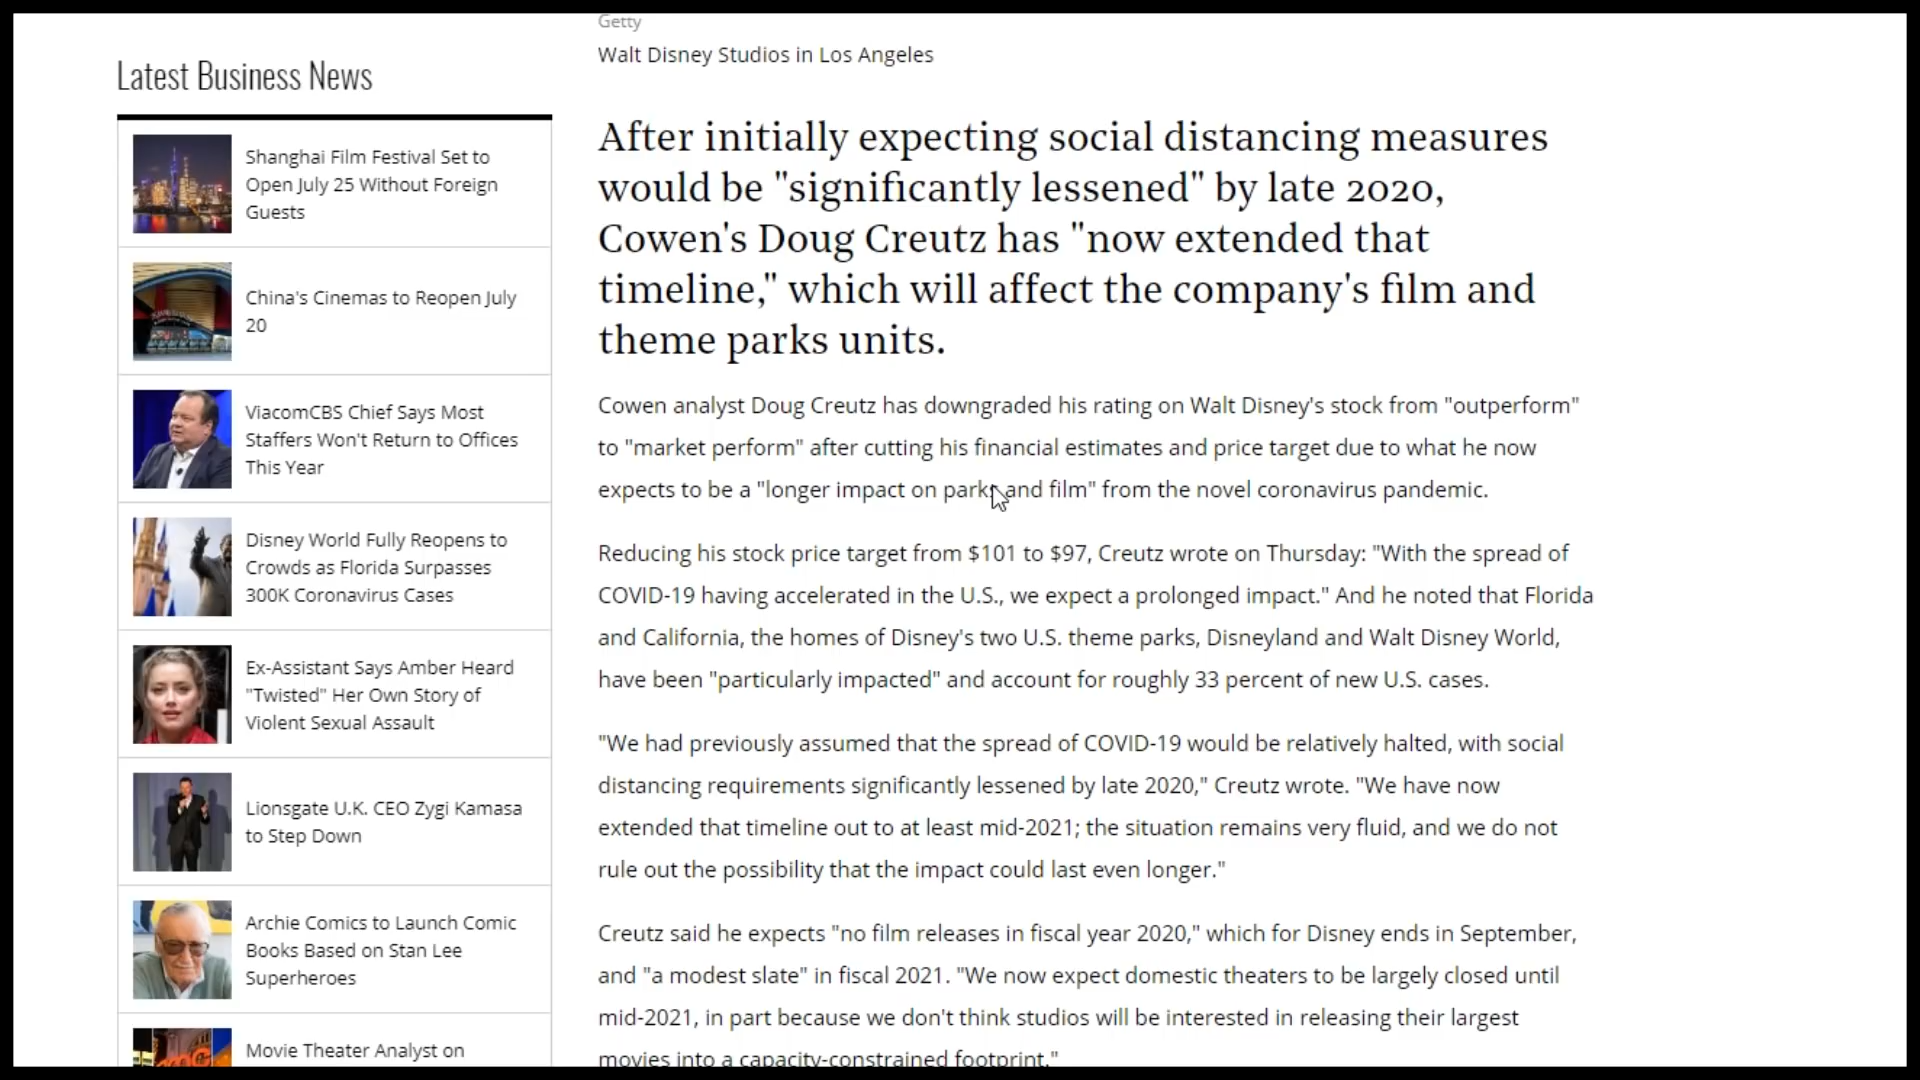 Getty
Walt Disney Studios in Los Angeles
Latest Business News
Shanghai Film Festival Set to
Open July 25 Without Foreign
Guests
China's Cinemas to Reopen July
20
ViacomCBS Chief Says Most
Staffers Won't Return to Offices
This Year
Disney World Fully Reopens to
Crowds as Florida Surpasses
300K Coronavirus Cases
Ex-Assistant Says Amber Heard
"Twisted" Her Own Story of
Violent Sexual Assault
Lionsgate U.K. CEO Zygi Kamasa
to Step Down
Archie Comics to Launch Comic
Books Based on Stan Lee
Superheroes
Movie Theater Analyst on
After initially expecting social distancing measures
would be "significantly lessened" by late 2020,
Cowen's Doug Creutz has "now extended that
timeline," which will affect the company's film and
theme parks units.
Cowen analyst Doug Creutz has downgraded his rating on Walt Disney's stock from "outperform"
to "market perform" after cutting his financial estimates and price target due to what he now
expects to be a "longer impact on parks and film" from the novel coronavirus pandemic.
Reducing his stock price target from $101 to $97, Creutz wrote on Thursday: "With the spread of
COVID-19 having accelerated in the U.S., we expect a prolonged impact." And he noted that Florida
and California, the homes of Disney's two U.S. theme parks, Disneyland and Walt Disney World,
have been "particularly impacted" and account for roughly 33 percent of new U.S. cases.
"We had previously assumed that the spread of COVID-19 would be relatively halted, with social
distancing requirements significantly lessened by late 2020," Creutz wrote. "We have now
extended that timeline out to at least mid-2021; the situation remains very fluid, and we do not
rule out the possibility that the impact could last even longer."
Creutz said he expects "no film releases in fiscal year 2020," which for Disney ends in September,
and "a modest slate" in fiscal 2021. "We now expect domestic theaters to be largely closed until
mid-2021, in part because we don't think studios will be interested in releasing their largest
movies into a capacity-constrained footprint."